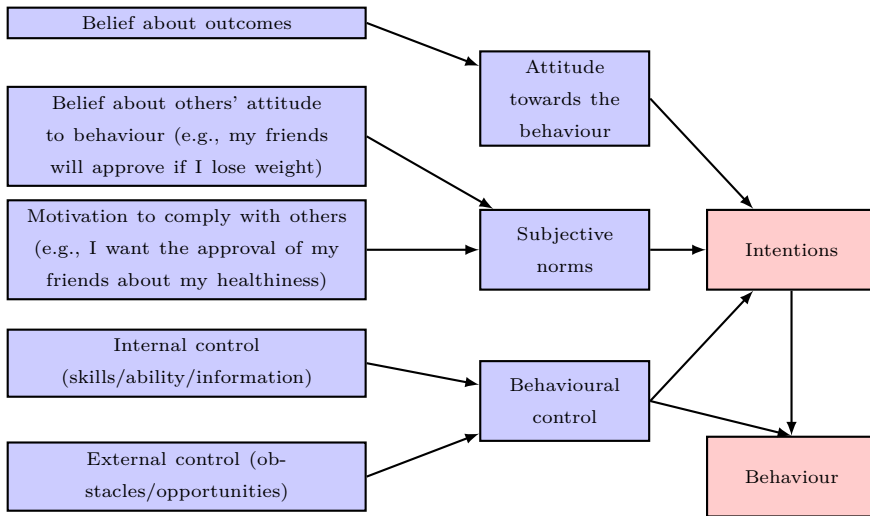 Belief about outcomes
Attitude
towards the
behaviour
Belief about others' attitude
to behaviour (e.g., my friends
will approve if I lose weight)
Motivation to comply with others
(e.g., I want the approval of my
friends about my healthiness)
Subjective
norms
Intentions
Internal control
(skills/ability/information)
Behavioural
control
External control (ob-
stacles/opportunities)
Behaviour